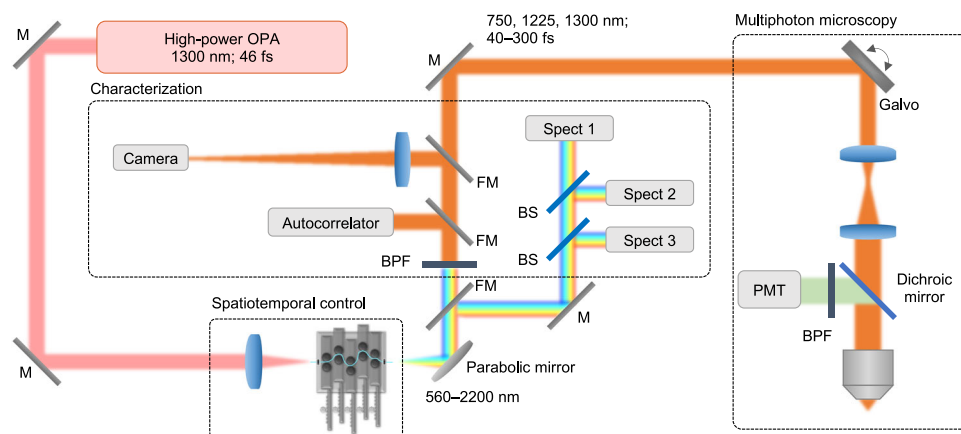 M
High-power OPA
1300 nm; 46 fs
750, 1225, 1300 nm;
40–300 fs
M
Multiphoton microscopy
Galvo
Characterization
Camera
FM
Spect 1
Spect 2
BS
Autocorrelator
FM
Spect 3
BS
BPF
FM
M
PMT
BPF
Dichroic
mirror
Spatiotemporal control
M
Parabolic mirror
560–2200 nm